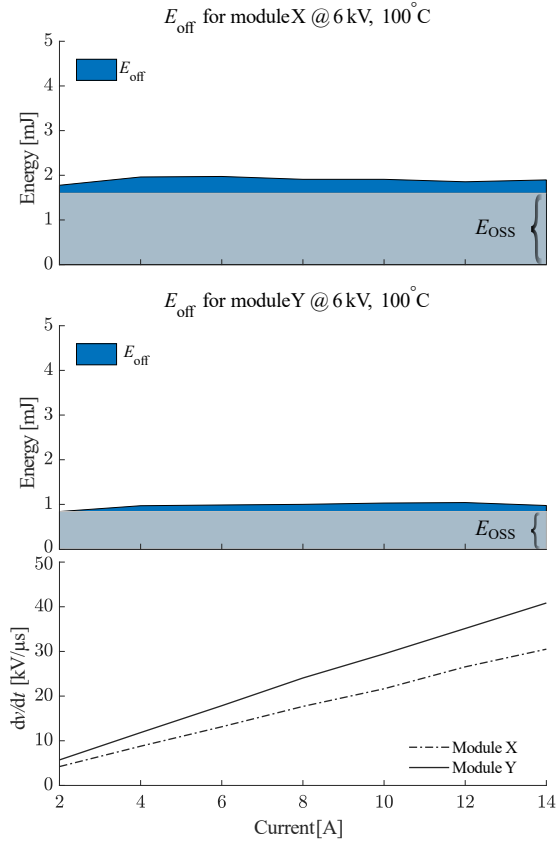 E_off for module X @ 6 kV, 100°C
5
4
3
2
1
0
Energy [mJ]
E_off
E_OSS
E_off for module Y @ 6 kV, 100°C
5
4
3
2
1
0
Energy [mJ]
E_off
E_OSS
50
40
30
20
10
0
dv/dt [kV/µs]
Module X
Module Y
2 4 6 8 10 12 14
Current[A]